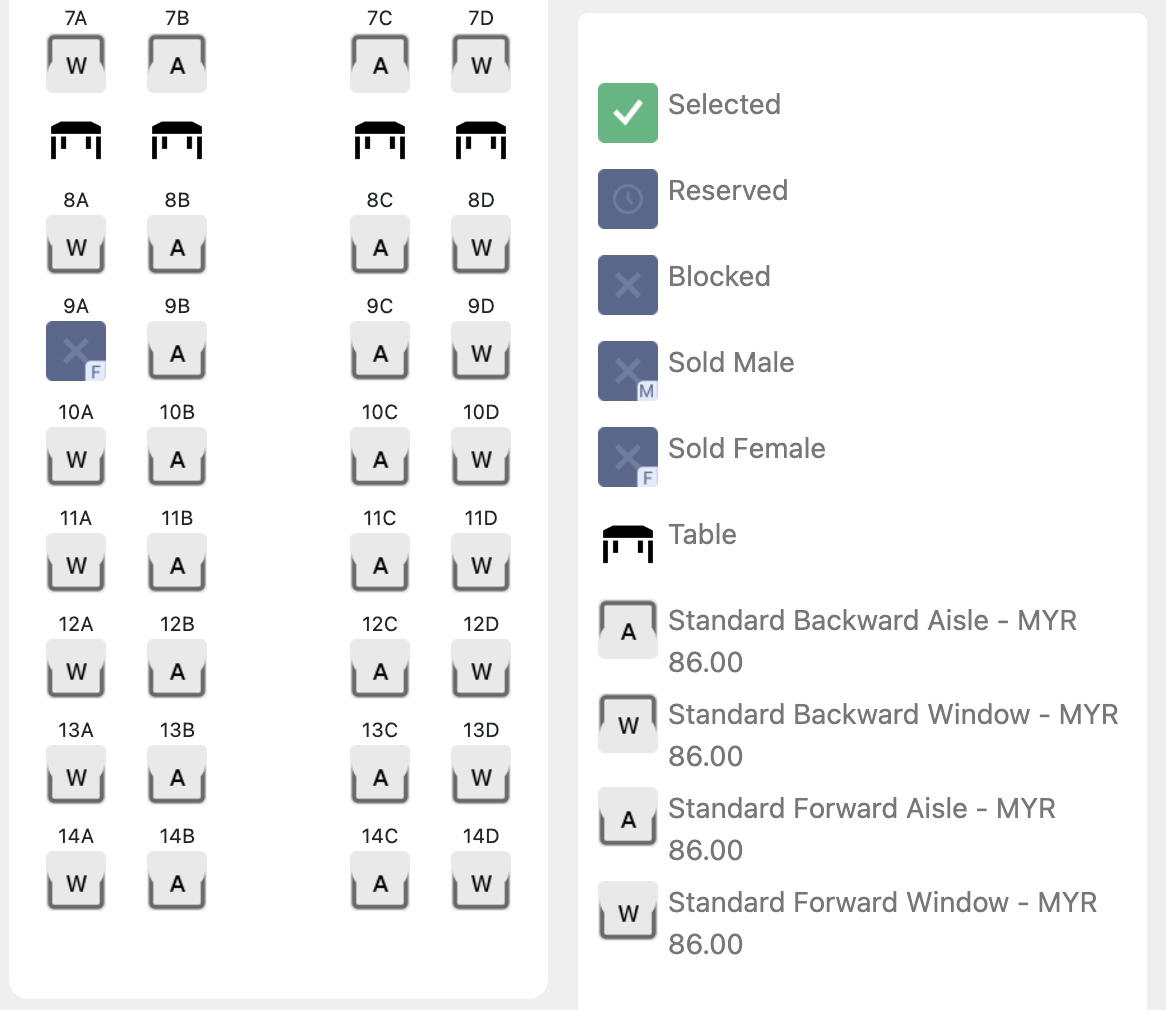 7A 7B 7C 7D
W A A W
8A 8B 8C 8D
W A A W
9A 9B 9C 9D
F A A W
10A 10B 10C 10D
W A A W
11A 11B 11C 11D
W A A W
12A 12B 12C 12D
W A A W
13A 13B 13C 13D
W A A W
14A 14B 14C 14D
W A A W
Selected
Reserved
Blocked
M Sold Male
F Sold Female
Table
A Standard Backward Aisle - MYR
86.00
W Standard Backward Window - MYR
86.00
A Standard Forward Aisle - MYR
86.00
W Standard Forward Window - MYR
86.00